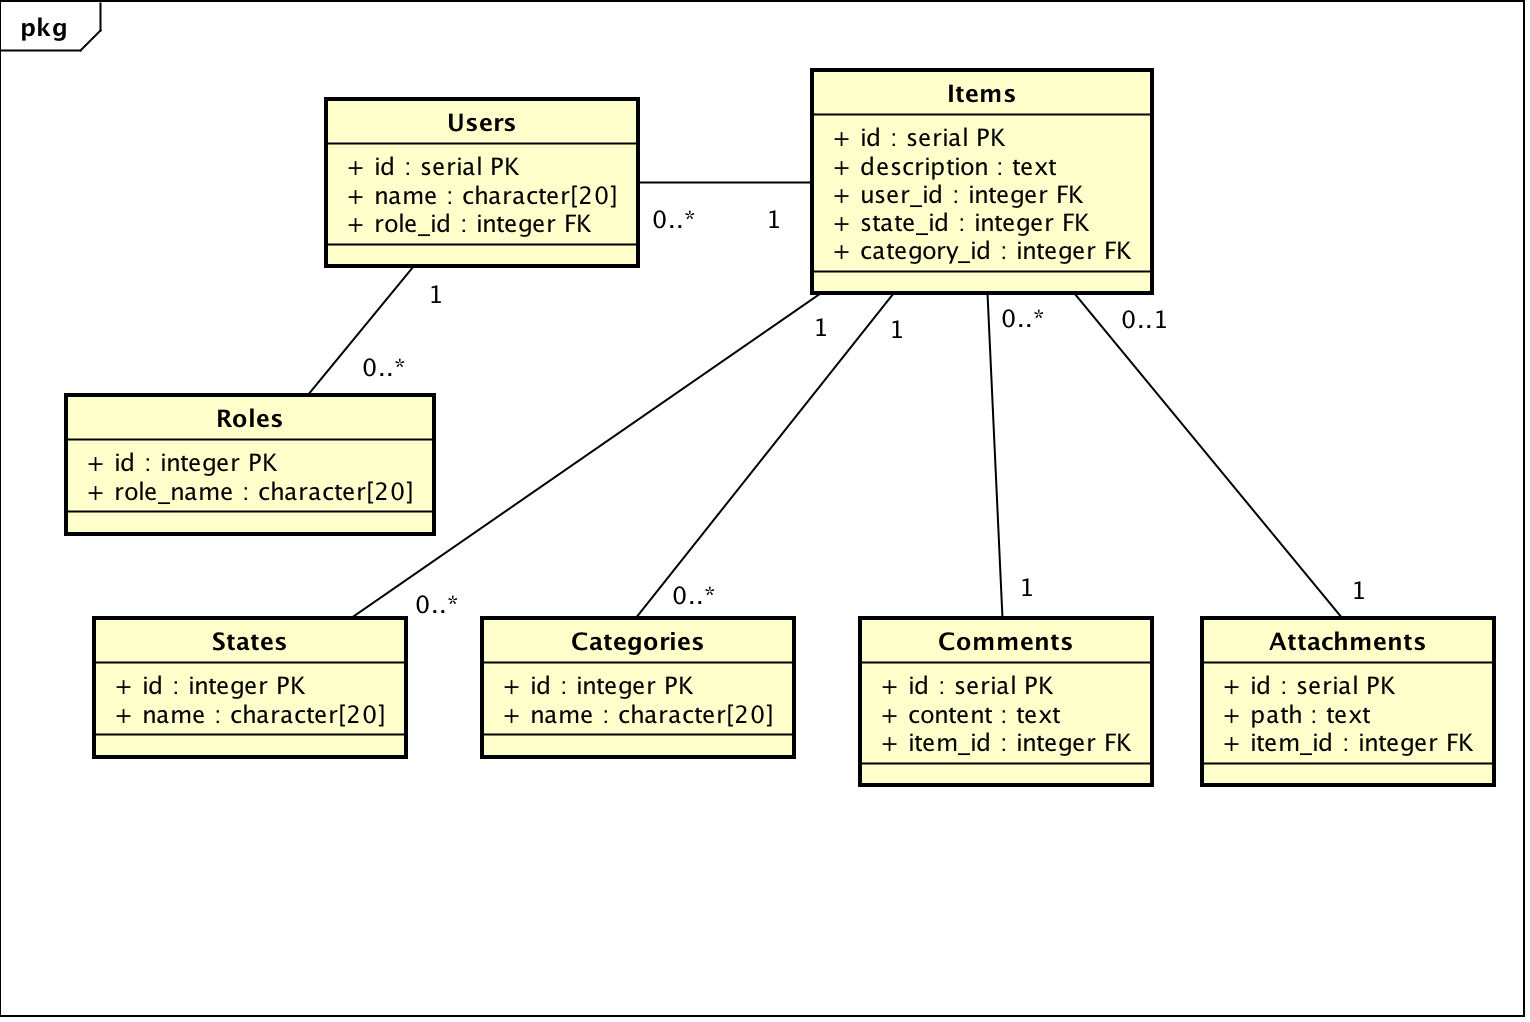 pkg
Users
+ id : serial PK
+ name : character[20]
+ role_id : integer FK
Items
+ id : serial PK
+ description : text
+ user_id : integer FK
+ state_id : integer FK
+ category_id : integer FK
0..*
1
1
0..*
1
1
0..*
0..1
Roles
+ id : integer PK
+ role_name : character[20]
0..*
0..*
1
1
States
+ id : integer PK
+ name : character[20]
Categories
+ id : integer PK
+ name : character[20]
Comments
+ id : serial PK
+ content : text
+ item_id : integer FK
Attachments
+ id : serial PK
+ path : text
+ item_id : integer FK